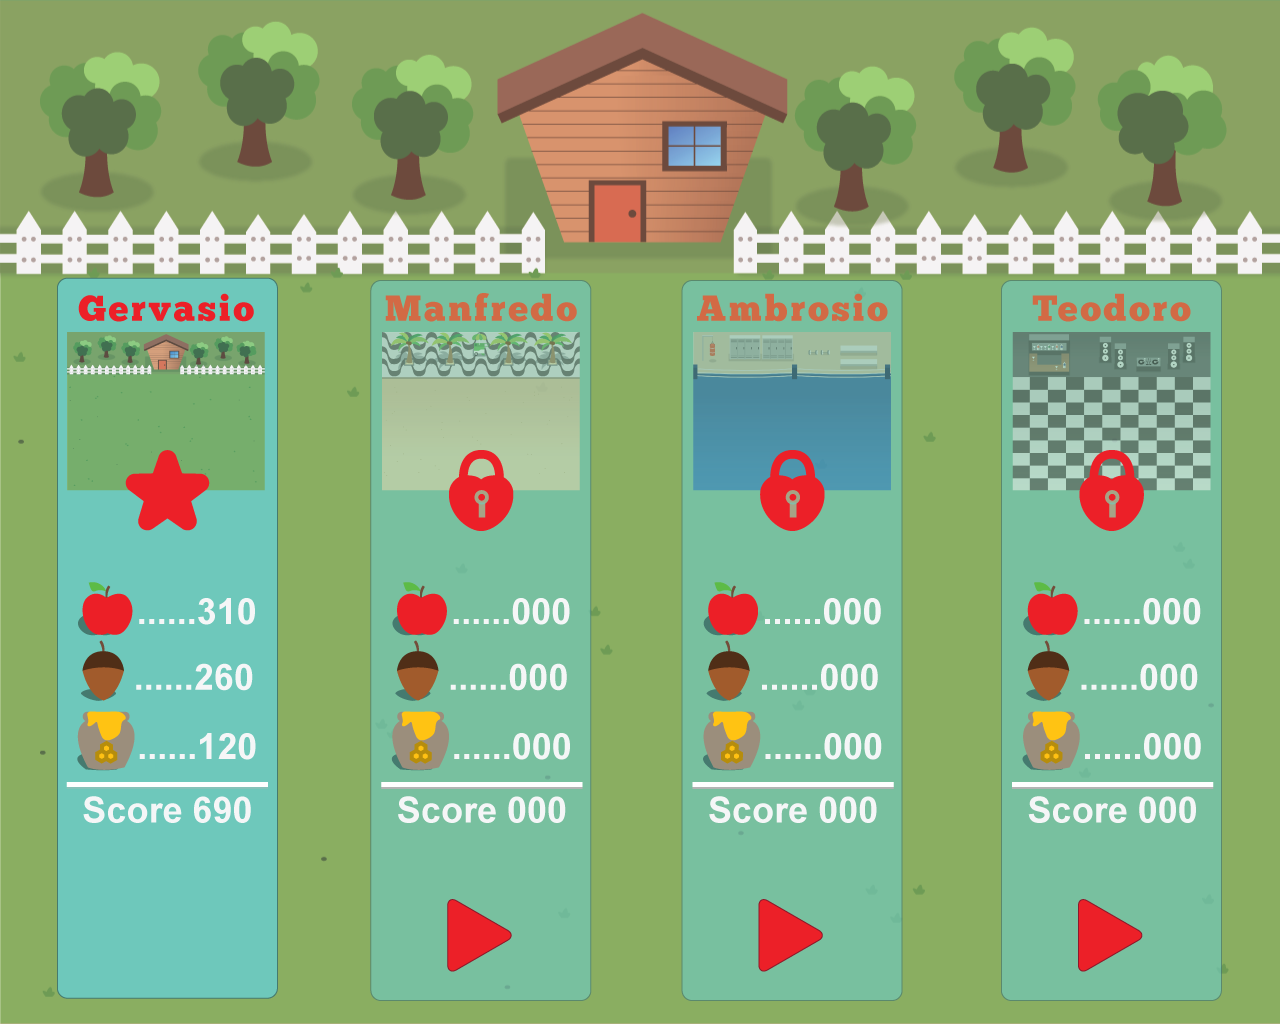 Gervasio
......310
......260
......120
Score 690
Manfredo
......000
......000
......000
Score 000
Ambrosio
......000
......000
......000
Score 000
Teodoro
......000
......000
......000
Score 000